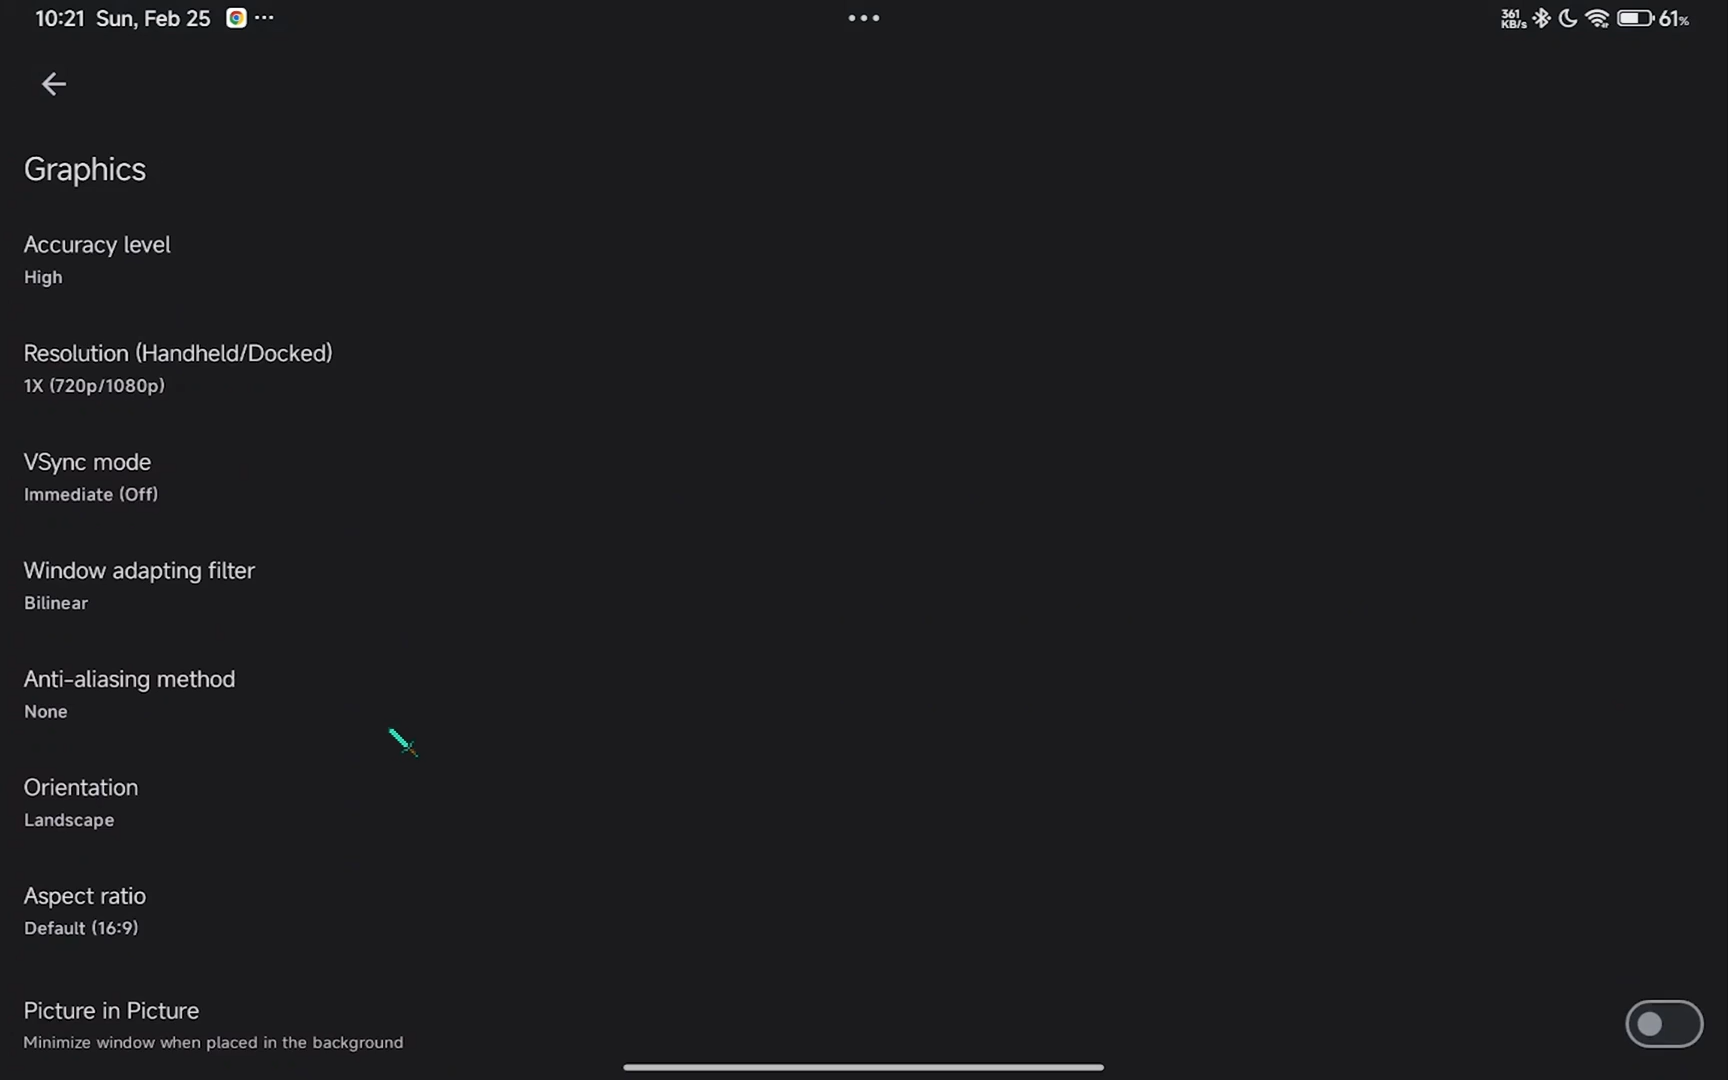 10:21 Sun, Feb 25
361 KB/s 61%
Graphics
Accuracy level
High
Resolution (Handheld/Docked)
1X (720p/1080p)
VSync mode
Immediate (Off)
Window adapting filter
Bilinear
Anti-aliasing method
None
Orientation
Landscape
Aspect ratio
Default (16:9)
Picture in Picture
Minimize window when placed in the background